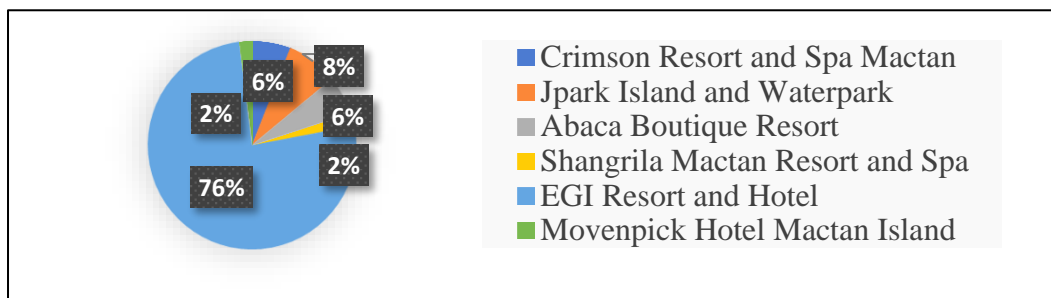 8%
6%
2%
6%
76%
2%
Crimson Resort and Spa Mactan
Jpark Island and Waterpark
Abaca Boutique Resort
Shangrila Mactan Resort and Spa
EGI Resort and Hotel
Movenpick Hotel Mactan Island